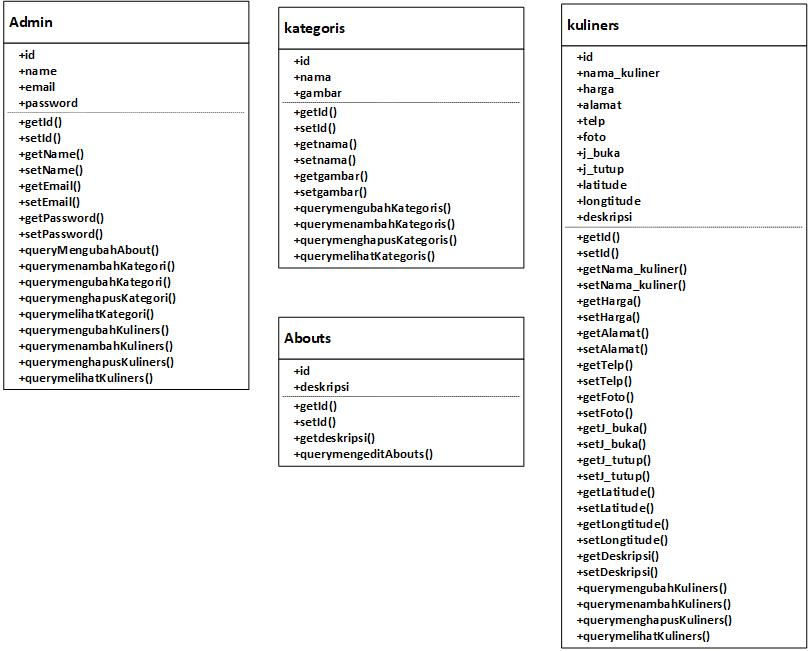 Admin
+id
+name
+email
+password
+getId()
+setId()
+getName()
+setName()
+getEmail()
+setEmail()
+getPassword()
+setPassword()
+queryMengubahAbout()
+querymenambahKategori()
+querymengubahKategori()
+querymenghapusKategori()
+querymelihatKategori()
+querymengubahKuliners()
+querymenambahKuliners()
+querymenghapusKuliners()
+querymelihatKuliners()
kategoris
+id
+nama
+gambar
+getId()
+setId()
+getnama()
+setnama()
+getgambar()
+setgambar()
+querymengubahKategoris()
+querymenambahKategoris()
+querymenghapusKategoris()
+querymelihatKategoris()
Abouts
+id
+deskripsi
+getId()
+setId()
+getdeskripsi()
+querymengeditAbouts()
kuliners
+id
+nama_kuliner
+harga
+alamat
+telp
+foto
+j_buka
+j_tutup
+latitude
+longtitude
+deskripsi
+getId()
+setId()
+getNama_kuliner()
+setNama_kuliner()
+getHarga()
+setHarga()
+getAlamat()
+setAlamat()
+getTelp()
+setTelp()
+getFoto()
+setFoto()
+getJ_buka()
+setJ_buka()
+getJ_tutup()
+setJ_tutup()
+getLatitude()
+setLatitude()
+getLongtitude()
+setLongtitude()
+getDeskripsi()
+setDeskripsi()
+querymengubahKuliners()
+querymenambahKuliners()
+querymenghapusKuliners()
+querymelihatKuliners()